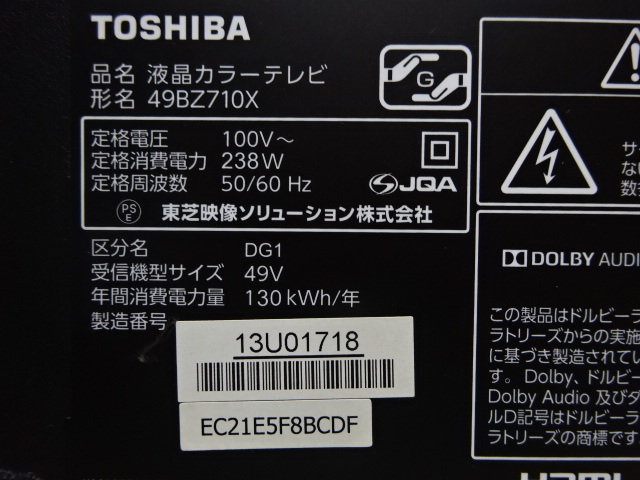 TOSHIBA
品名 液晶カラーテレビ
形名 49BZ710X
G
定格電圧 100V～
定格消費電力 238W
定格周波数 50/60 Hz
JQA
PS
E
東芝映像ソリューション株式会社
区分名 DG1
受信機型サイズ 49V
年間消費電力量 130 kWh/年
製造番号
13U01718
EC21E5F8BCDF
サー
ない
数ラ
DOLBY AUDI
この製品はドルビーラ
ラトリーズからの実施
に基づき製造されてい
す。Dolby、ドルビー
Dolby Audio 及びダ
ルD記号はドルビーラ
ラトリーズの商標です